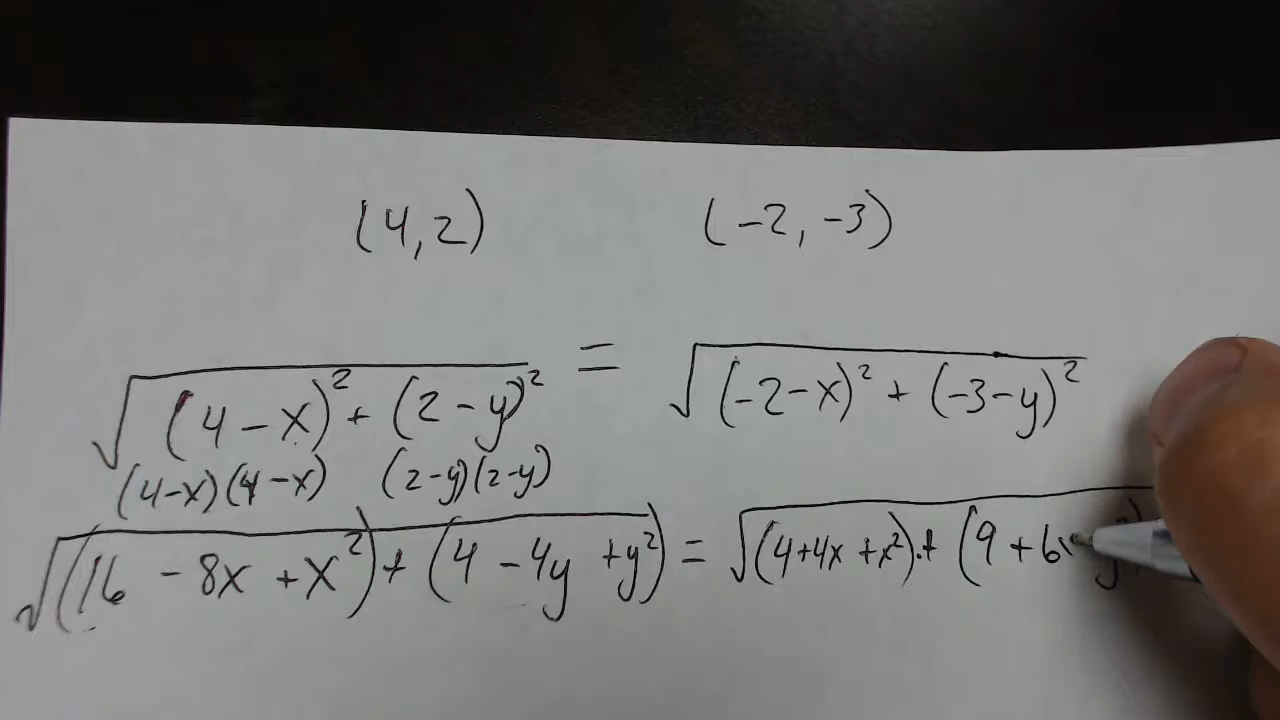 (4,2) (-2,-3)
√((4-x)²+(2-y)²) = √((-2-x)²+(-3-y)²)
(4-x)(4-x) (2-y)(2-y)
√((16-8x+x²)+(4-4y+y²)) = √((4+4x+x²)+(9+6 y²)